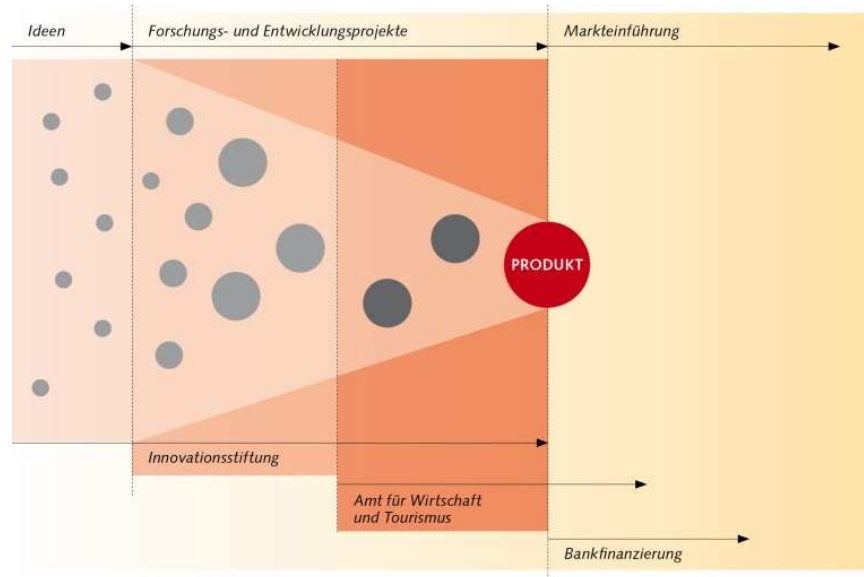 Ideen
Forschungs- und Entwicklungsprojekte
Markteinführung
PRODUKT
Innovationsstiftung
Amt für Wirtschaft
und Tourismus
Bankfinanzierung